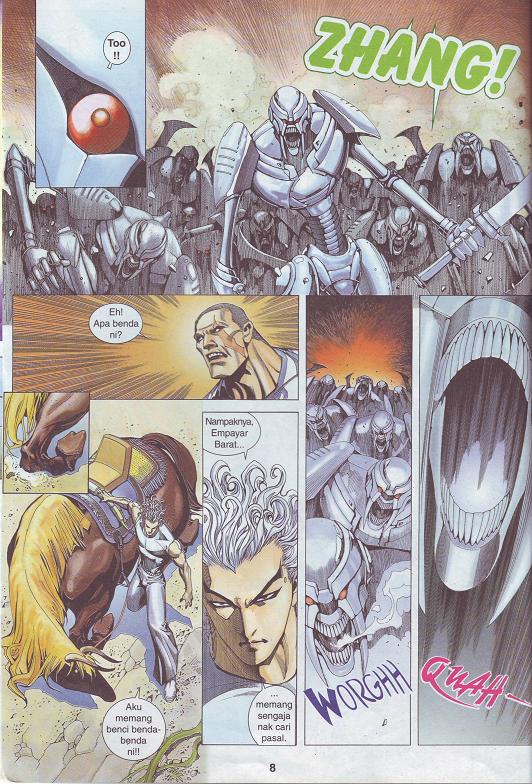 Too
!!
ZHANG!
Eh!
Apa benda
ni?
Nampaknya,
Empayar
Barat...
... 
memang
sengaja
nak cari
pasal.
Aku
memang
benci benda-
benda
ni!!
WORGHH
QUAH-
8